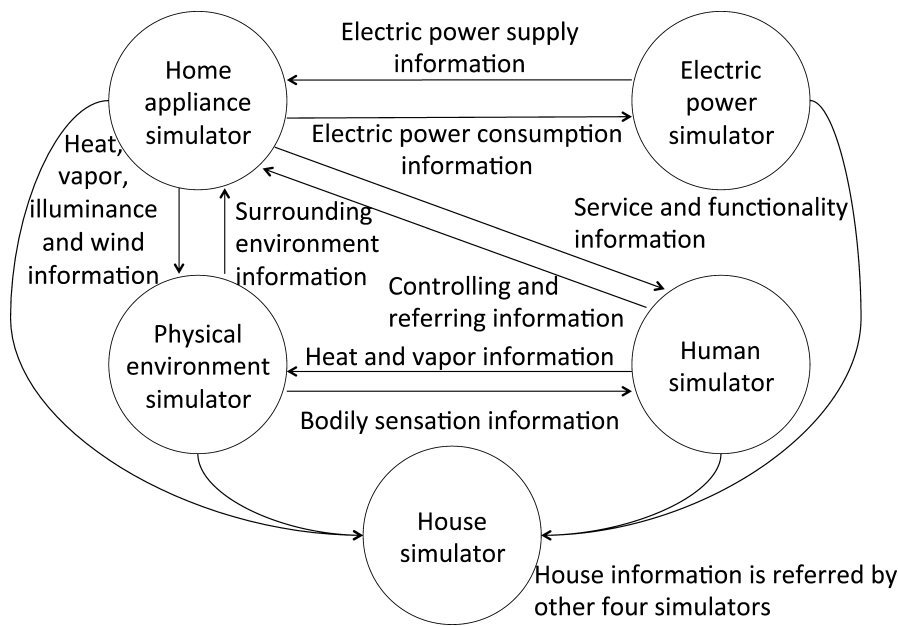 Electric power supply
information
Home
appliance
simulator
Electric
power
simulator
Electric power consumption
information
Heat,
vapor,
illuminance
and wind
information
Surrounding
environment
information
Service and functionality
information
Controlling and
referring information
Physical
environment
simulator
Heat and vapor information
Human
simulator
Bodily sensation information
House
simulator
House information is referred by
other four simulators